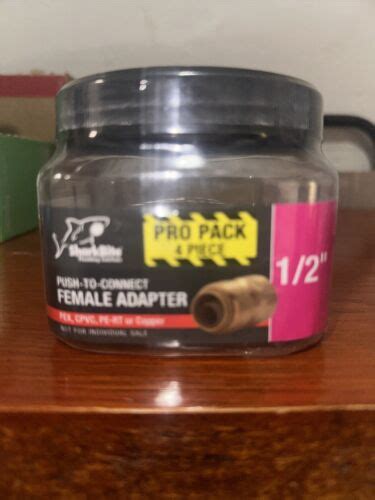 SharkBite
PRO PACK
4 PIECE
1/2"
PUSH-TO-CONNECT
FEMALE ADAPTER
PEX, CPVC, PE-RT or Copper
NOT FOR INDIVIDUAL SALE